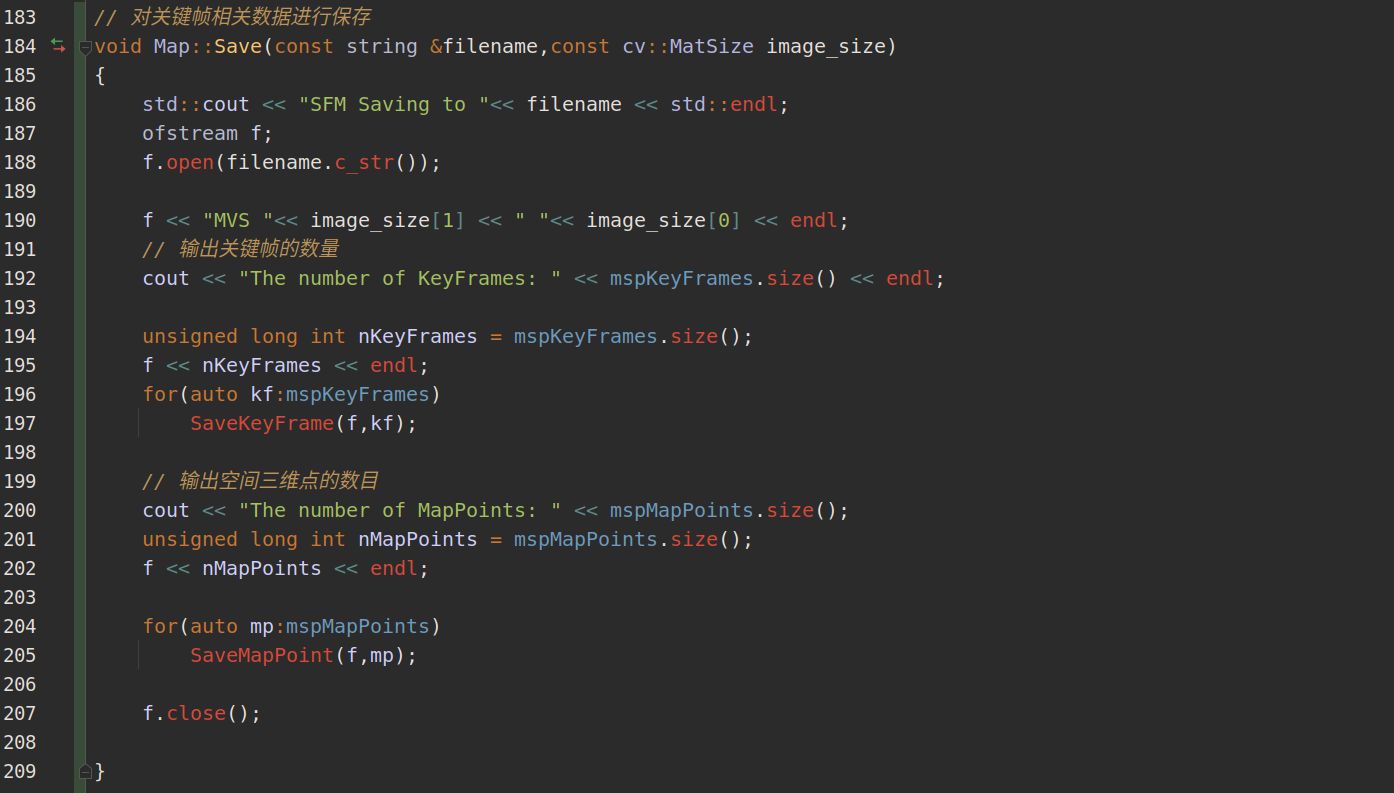 183 // 对关键帧相关数据进行保存
184 void Map::Save(const string &filename,const cv::MatSize image_size)
185 {
186     std::cout << "SFM Saving to "<< filename << std::endl;
187     ofstream f;
188     f.open(filename.c_str());
189
190     f << "MVS "<< image_size[1] << " "<< image_size[0] << endl;
191     // 输出关键帧的数量
192     cout << "The number of KeyFrames: " << mspKeyFrames.size() << endl;
193
194     unsigned long int nKeyFrames = mspKeyFrames.size();
195     f << nKeyFrames << endl;
196     for(auto kf:mspKeyFrames)
197         SaveKeyFrame(f,kf);
198
199     // 输出空间三维点的数目
200     cout << "The number of MapPoints: " << mspMapPoints.size();
201     unsigned long int nMapPoints = mspMapPoints.size();
202     f << nMapPoints << endl;
203
204     for(auto mp:mspMapPoints)
205         SaveMapPoint(f,mp);
206
207     f.close();
208
209 }